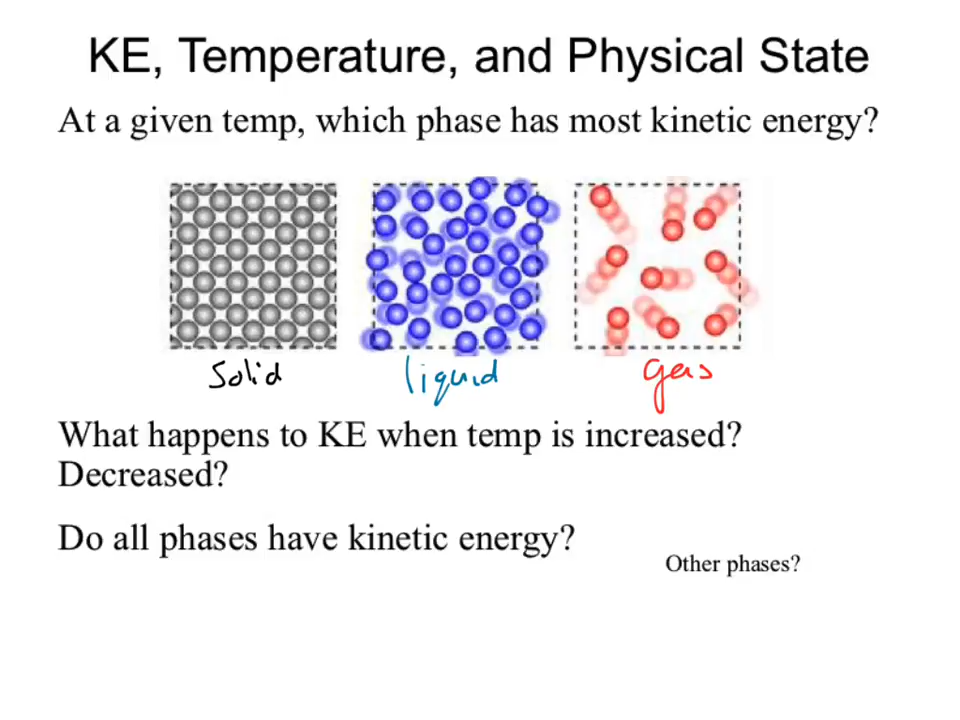 KE, Temperature, and Physical State
At a given temp, which phase has most kinetic energy?
Solid liquid gas
What happens to KE when temp is increased?
Decreased?
Do all phases have kinetic energy?
Other phases?